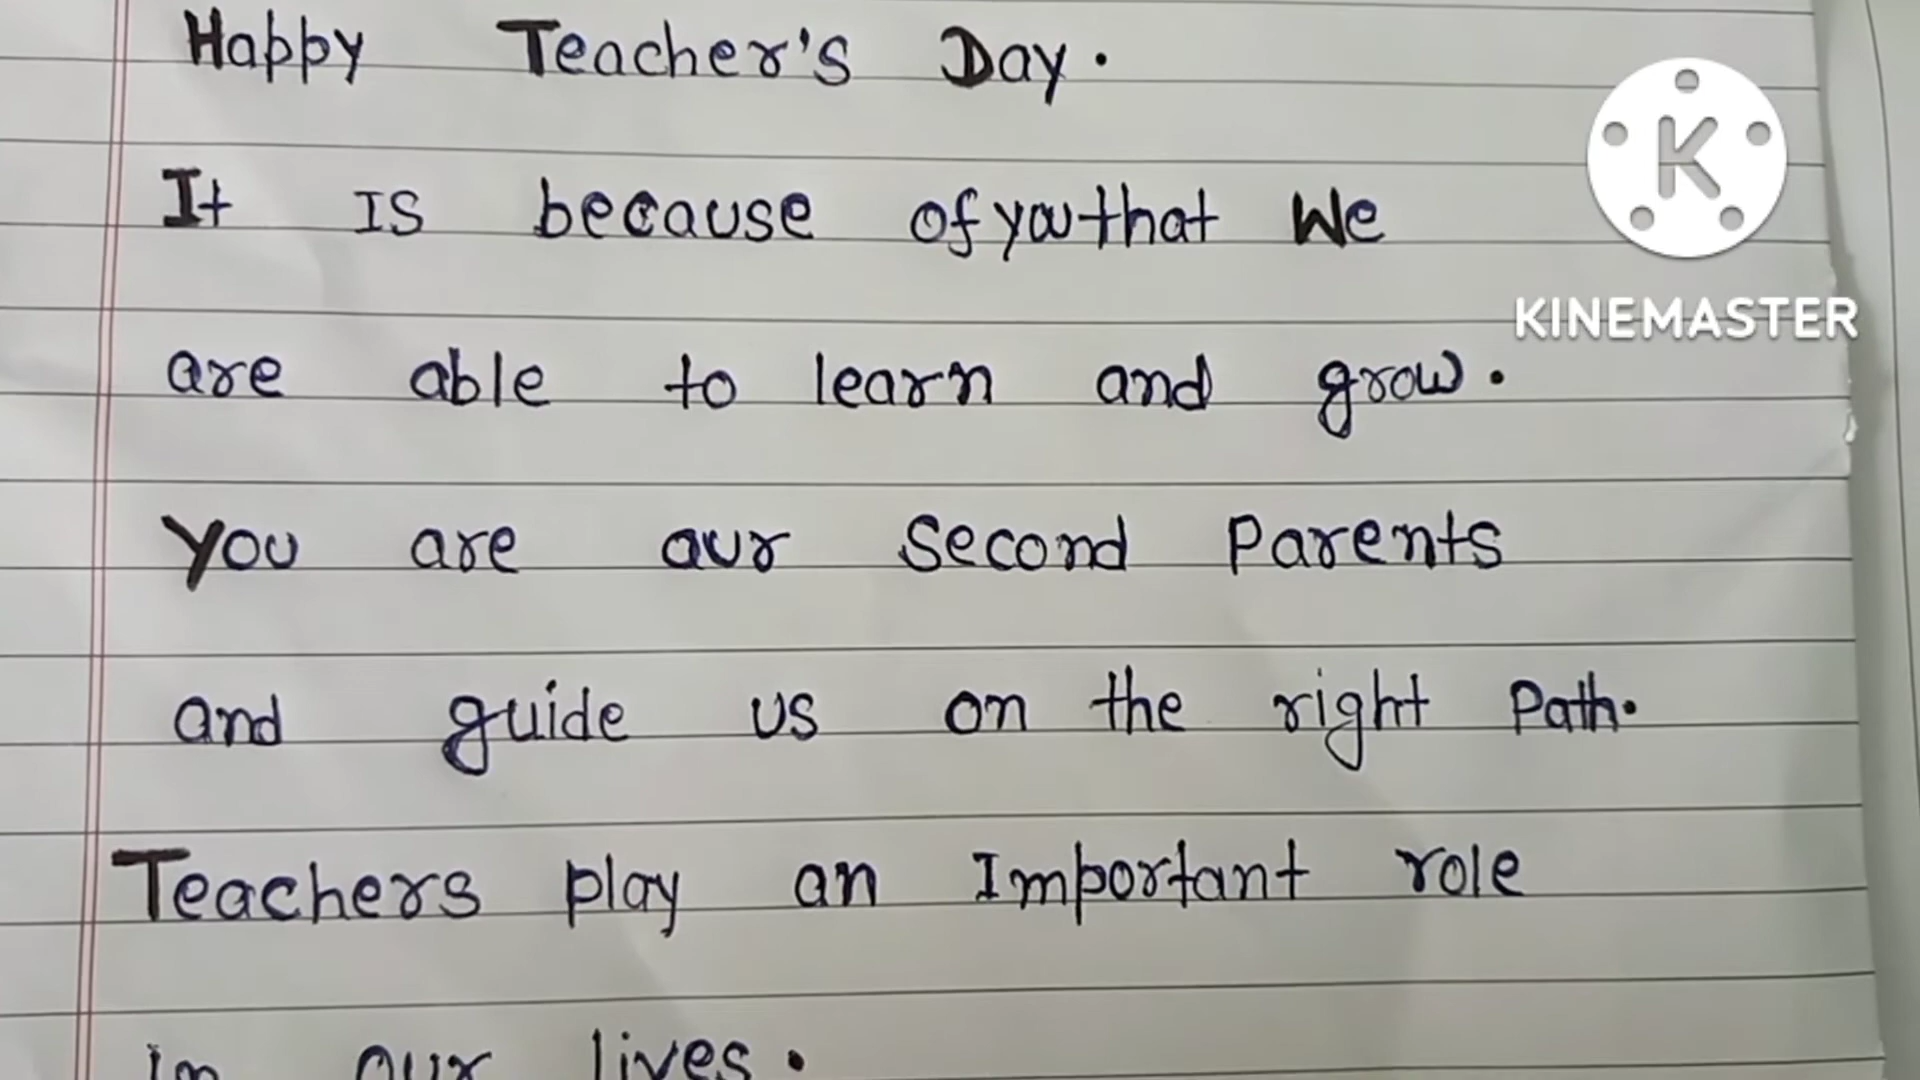 Happy Teacher's Day.
It Is because of you that We
are able to learn and grow.
You are aur Second Parents
and guide us on the right Path.
Teachers play an Important role
in our lives.
KINEMASTER